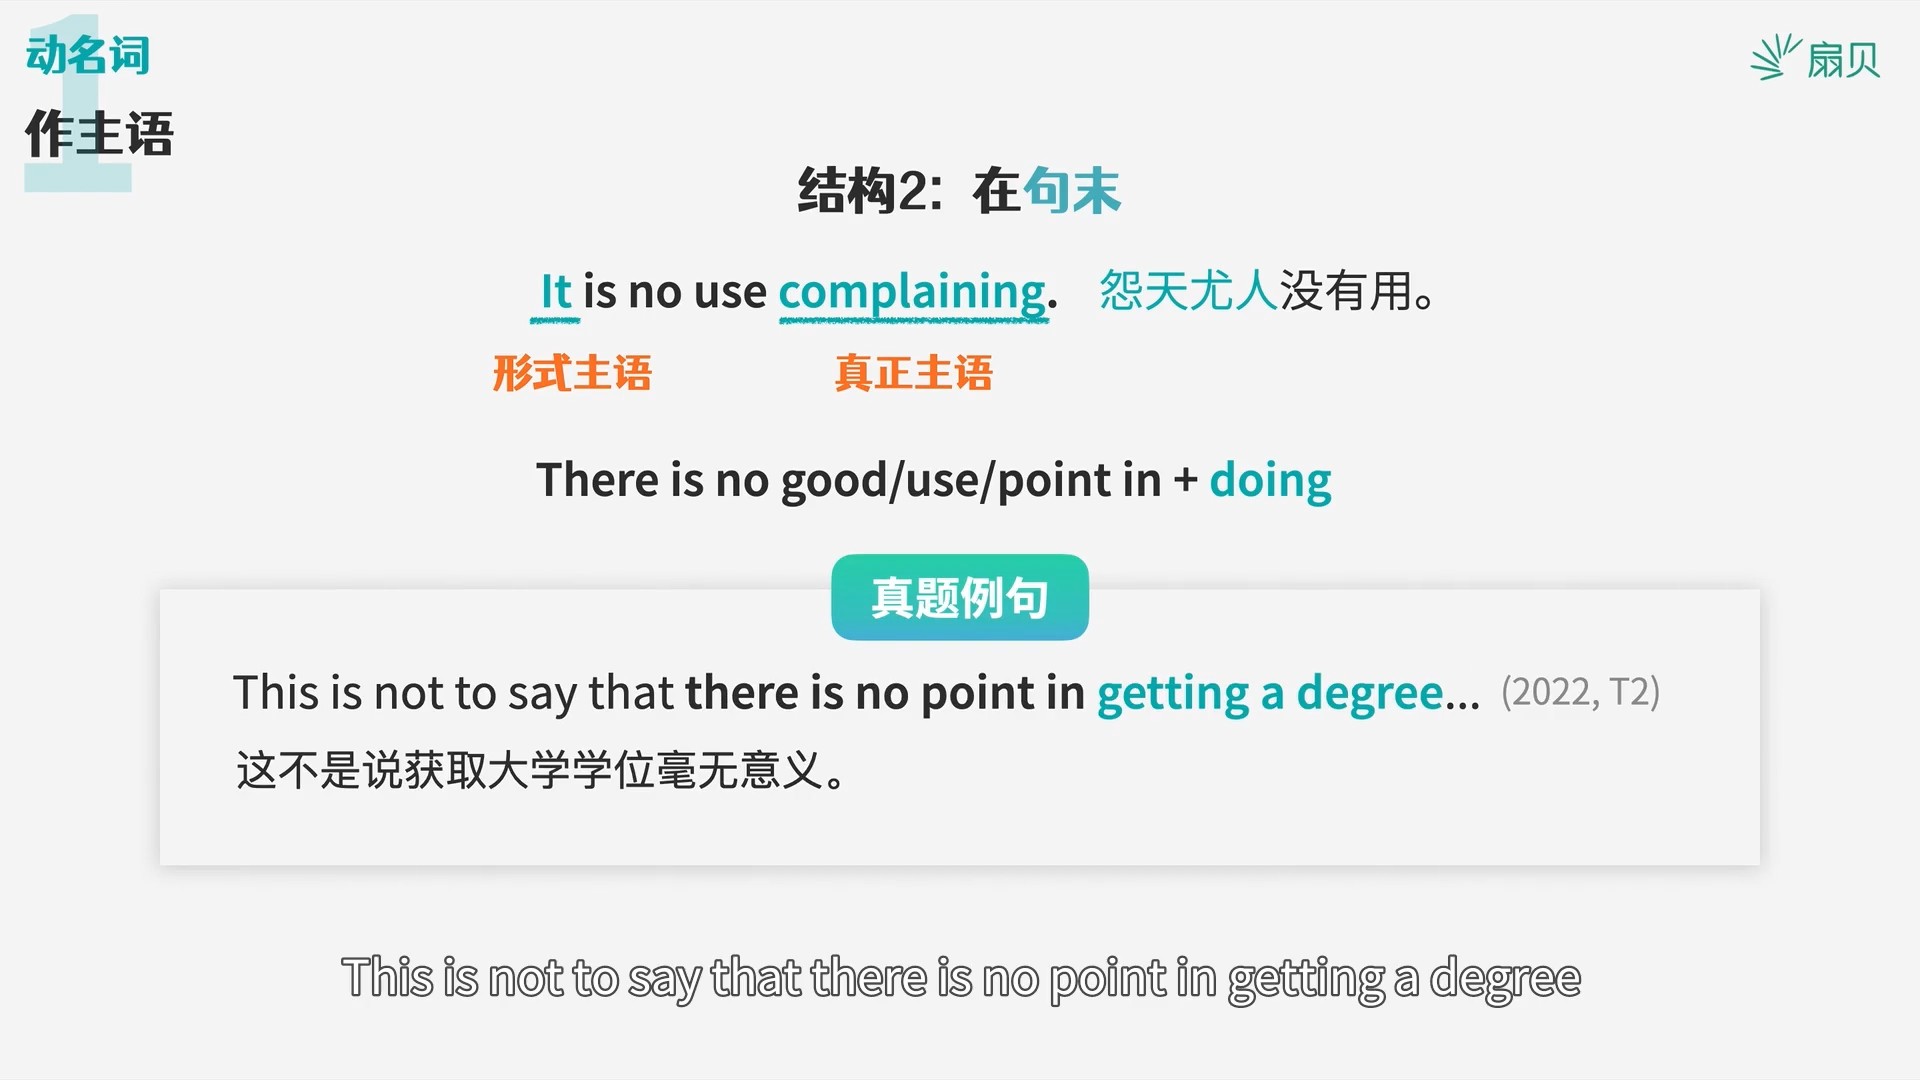 1
动名词
作主语
扇贝
结构2：在句末
It is no use complaining. 怨天尤人没有用。
形式主语 真正主语
There is no good/use/point in + doing
真题例句
This is not to say that there is no point in getting a degree... (2022, T2)
这不是说获取大学学位毫无意义。
This is not to say that there is no point in getting a degree